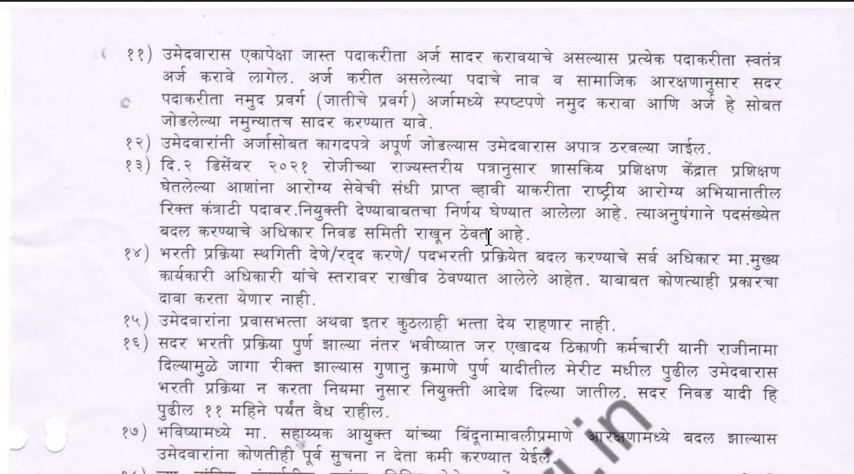 ११) उमेदवारास एकापेक्षा जास्त पदाकरीता अर्ज सादर करावयाचे असल्यास प्रत्येक पदाकरीता स्वतंत्र
अर्ज करावे लागेल. अर्ज करीत असलेल्या पदाचे नाव व सामाजिक आरक्षणानुसार सदर
पदाकरीता नमुद प्रवर्ग (जातीचे प्रवर्ग) अर्जामध्ये स्पष्टपणे नमुद करावा आणि अर्ज हे सोबत
जोडलेल्या नमुन्यातच सादर करण्यात यावे.
१२) उमेदवारांनी अर्जासोबत कागदपत्रे अपूर्ण जोडल्यास उमेदवारास अपात्र ठरवल्या जाईल.
१३) दि.२ डिसेंबर २०२१ रोजीच्या राज्यस्तरीय पत्रानुसार शासकिय प्रशिक्षण केंद्रात प्रशिक्षण
घेतलेल्या आशांना आरोग्य सेवेची संधी प्राप्त व्हावी याकरीता राष्ट्रीय आरोग्य अभियानातील
रिक्त कंत्राटी पदावर.नियुक्ती देण्याबाबतचा निर्णय घेण्यात आलेला आहे. त्याअनुषंगाने पदसंख्येत
बदल करण्याचे अधिकार निवड समिती राखून ठेवत आहे.
१४) भरती प्रक्रिया स्थगिती देणे/रद्द करणे/ पदभरती प्रक्रियेत बदल करण्याचे सर्व अधिकार मा.मुख्य
कार्यकारी अधिकारी यांचे स्तरावर राखीव ठेवण्यात आलेले आहेत. याबाबत कोणत्याही प्रकारचा
दावा करता येणार नाही.
१५) उमेदवारांना प्रवासभत्ता अथवा इतर कुठलाही भत्ता देय राहणार नाही.
१६) सदर भरती प्रक्रिया पुर्ण झाल्या नंतर भवीष्यात जर एखादय ठिकाणी कर्मचारी यानी राजीनामा
दिल्यामुळे जागा रीक्त झाल्यास गुणानु क्रमाणे पुर्ण यादीतील मेरीट मधील पुढील उमेदवारास
भरती प्रक्रिया न करता नियमा नुसार नियुक्ती आदेश दिल्या जातील. सदर निवड यादी हि
पुढील ११ महिने पर्यंत वैध राहील.
१७) भविष्यामध्ये मा. सहाय्यक आयुक्त यांच्या बिंदूनामावलीप्रमाणे आरक्षणामध्ये बदल झाल्यास
उमेदवारांना कोणतीही पूर्व सुचना न देता कमी करण्यात येईल.